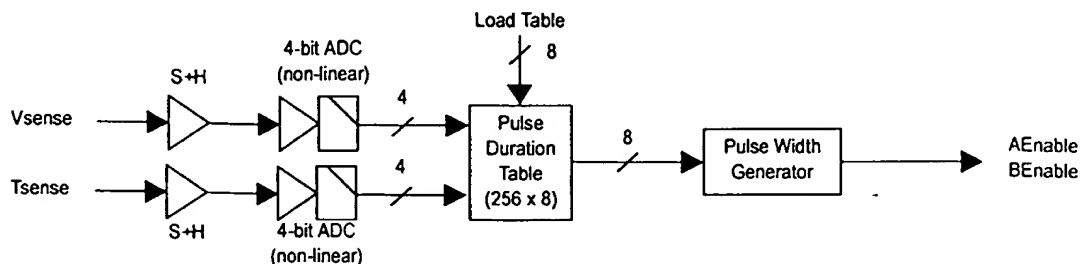 Load Table
8
4-bit ADC
(non-linear)
S+H
4
Vsense
Pulse
Duration
Table
(256 x 8)
8
Pulse Width
Generator
AEnable
BEnable
Tsense
4
S+H
4-bit ADC
(non-linear)